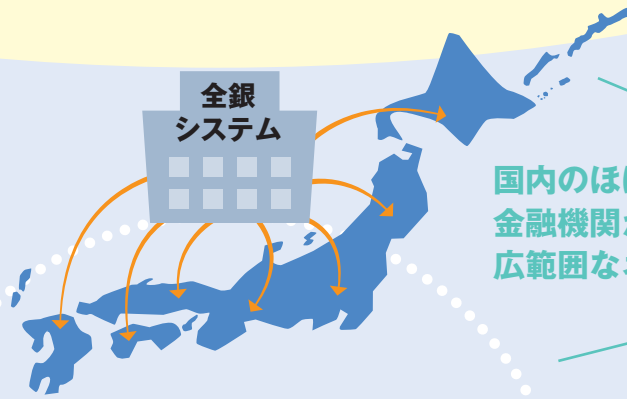 全銀
システム
国内のほ
金融機関
広範囲な